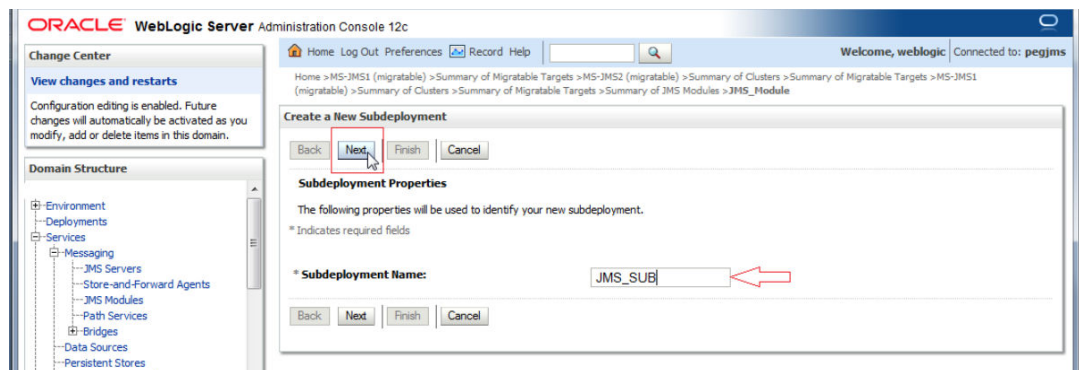 ORACLE WebLogic Server Administration Console 12c
Change Center
View changes and restarts
Configuration editing is enabled. Future
changes will automatically be activated as you
modify, add or delete items in this domain.
Domain Structure
Environment
Deployments
Services
Messaging
JMS Servers
Store-and-Forward Agents
JMS Modules
Path Services
Bridges
Data Sources
Persistent Stores
Home Log Out Preferences Record Help
Welcome, weblogic Connected to: pegjms
Home >MS-JMS1 (migratable) >Summary of Migratable Targets >MS-JMS2 (migratable) >Summary of Clusters >Summary of Migratable Targets >MS-JMS1
(migratable) >Summary of Clusters >Summary of Migratable Targets >Summary of JMS Modules >JMS_Module
Create a New Subdeployment
Back Next Finish Cancel
Subdeployment Properties
The following properties will be used to identify your new subdeployment.
* Indicates required fields
* Subdeployment Name: JMS_SUB
Back Next Finish Cancel